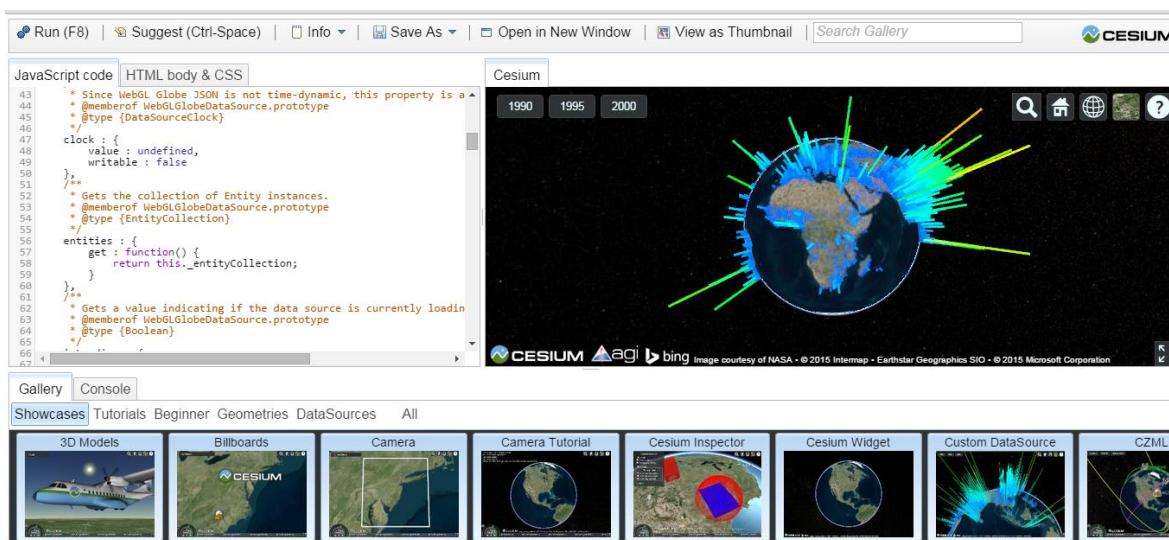 Run (F8) Suggest (Ctrl-Space) Info Save As Open in New Window View as Thumbnail Search Gallery CESIUM
JavaScript code HTML body & CSS
43 * Since WebGL Globe JSON is not time-dynamic, this property is a
44 * @memberof WebGLGlobeDataSource.prototype
45 * @type {DataSourceClock}
46 */
47 clock : {
48 value : undefined,
49 writable : false
50 },
51 /**
52 * Gets the collection of Entity instances.
53 * @memberof WebGLGlobeDataSource.prototype
54 * @type {EntityCollection}
55 */
56 entities : {
57 get : function() {
58 return this._entityCollection;
59 }
60 },
61 /**
62 * Gets a value indicating if the data source is currently loadin
63 * @memberof WebGLGlobeDataSource.prototype
64 * @type {Boolean}
65 */
66
67
Cesium
1990 1995 2000 ?
CESIUM agi bing Image courtesy of NASA - © 2015 Intermap - Earthstar Geographics SIO - © 2015 Microsoft Corporation
Gallery Console
Showcases Tutorials Beginner Geometries DataSources All
3D Models Billboards Camera Camera Tutorial Cesium Inspector Cesium Widget Custom DataSource CZML
CESIUM